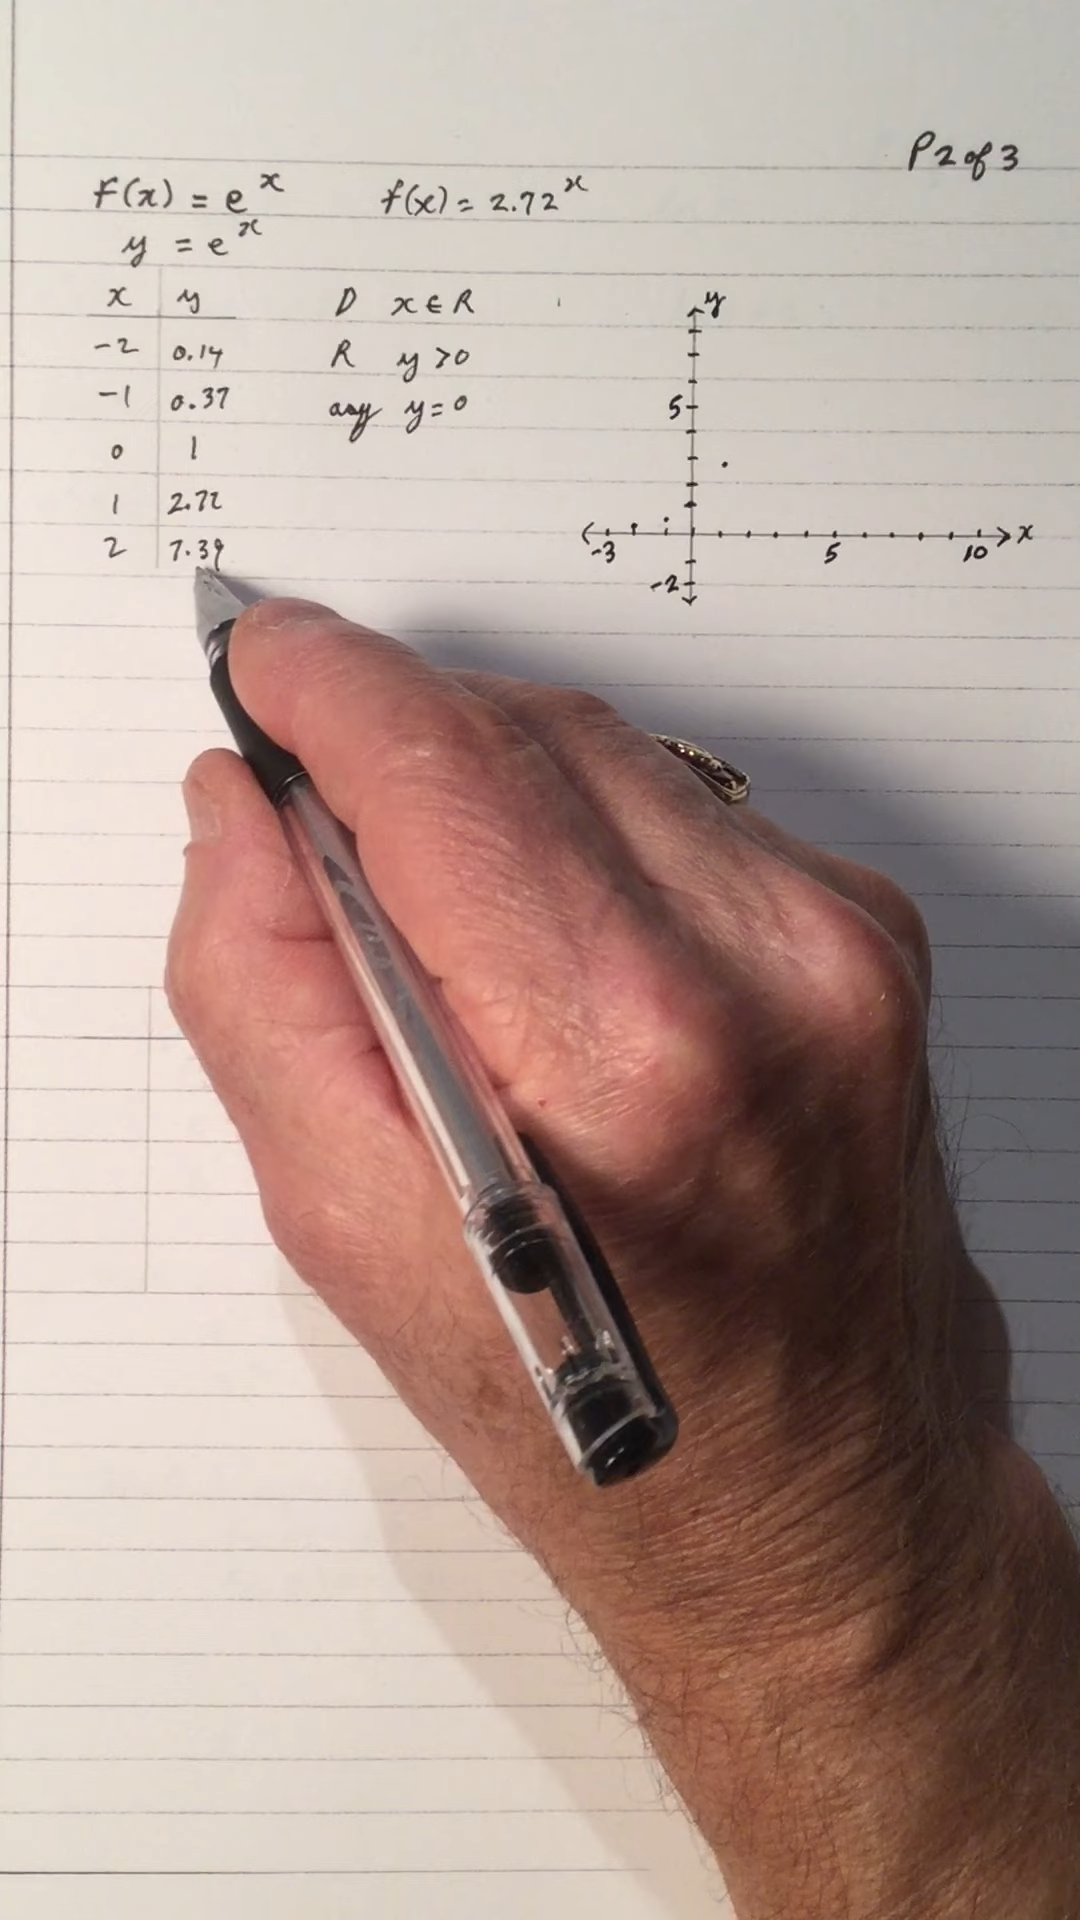 P2 of 3
f(x) = e^x f(x) = 2.72^x
y = e^x
x y
-2 0.14
-1 0.37
0 1
1 2.72
2 7.39
D x ∈ R
R y > 0
asy y = 0
y
5
-3 5 10 x
-2